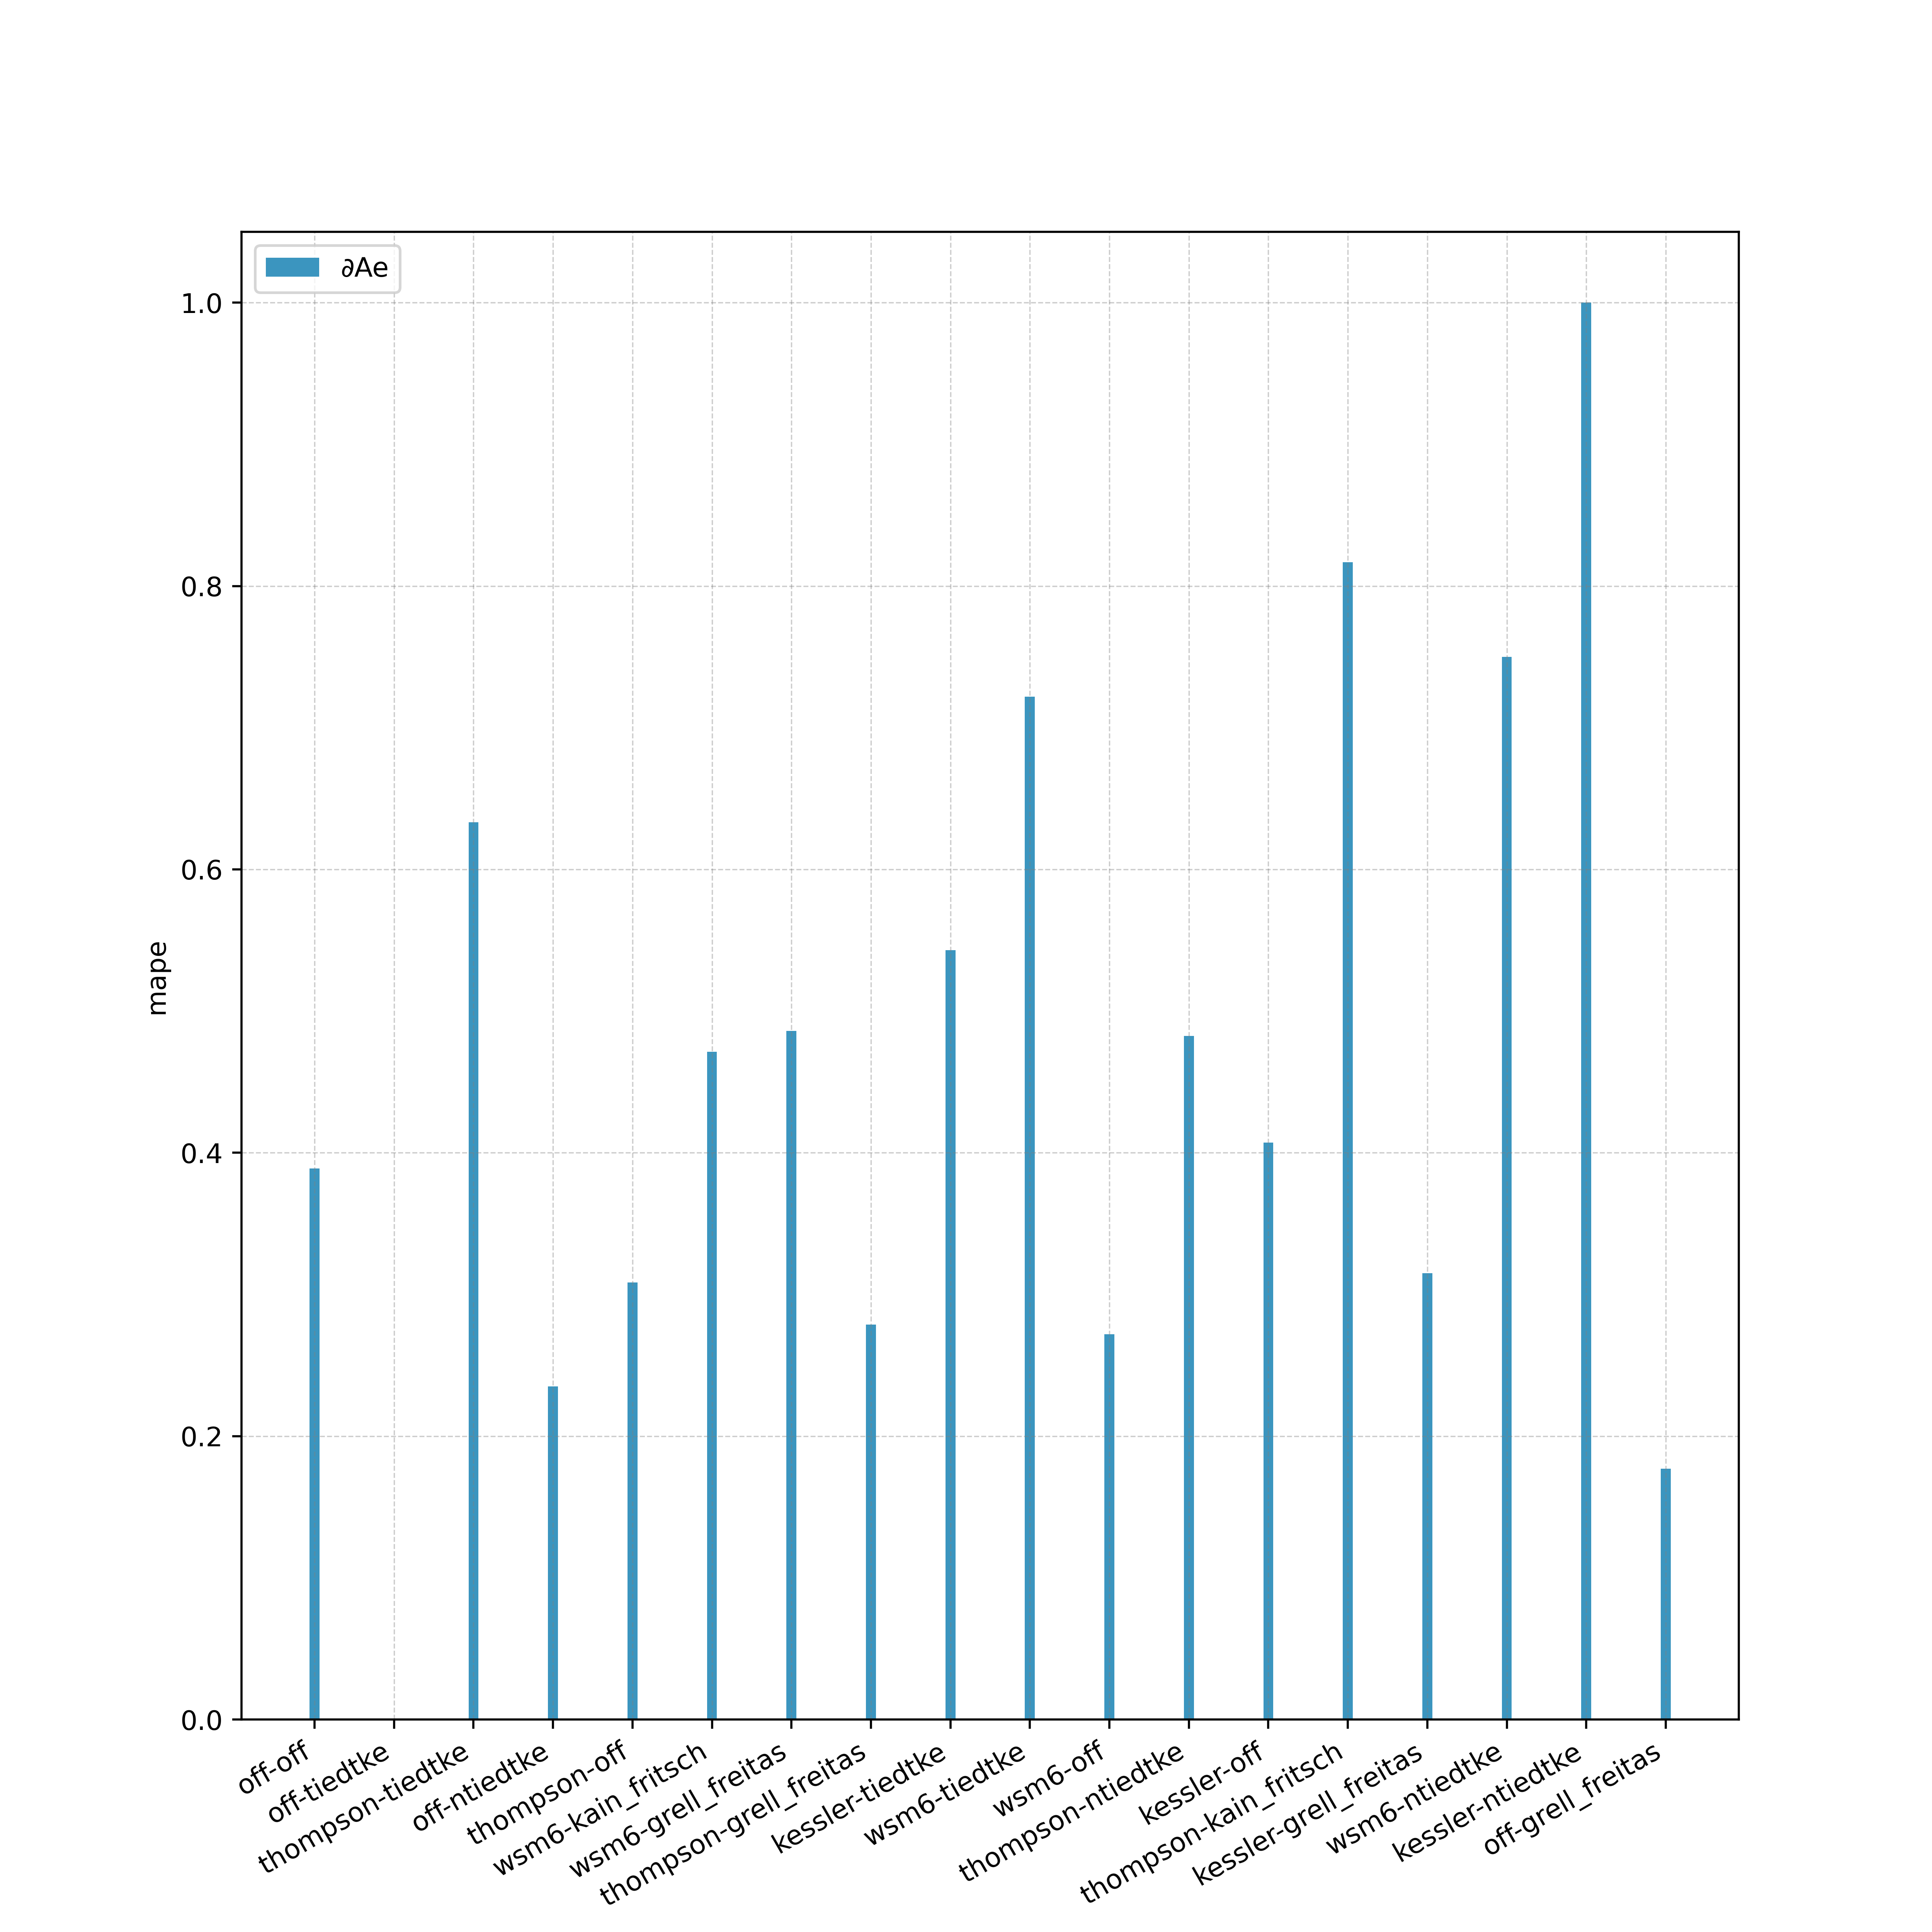 ∂Ae
1.0
0.8
0.6
0.4
0.2
0.0
mape
off-off
off-tiedtke
thompson-tiedtke
off-ntiedtke
thompson-off
wsm6-kain_fritsch
wsm6-grell_freitas
thompson-grell_freitas
kessler-tiedtke
wsm6-tiedtke
wsm6-off
thompson-ntiedtke
kessler-off
thompson-kain_fritsch
kessler-grell_freitas
wsm6-ntiedtke
kessler-ntiedtke
off-grell_freitas